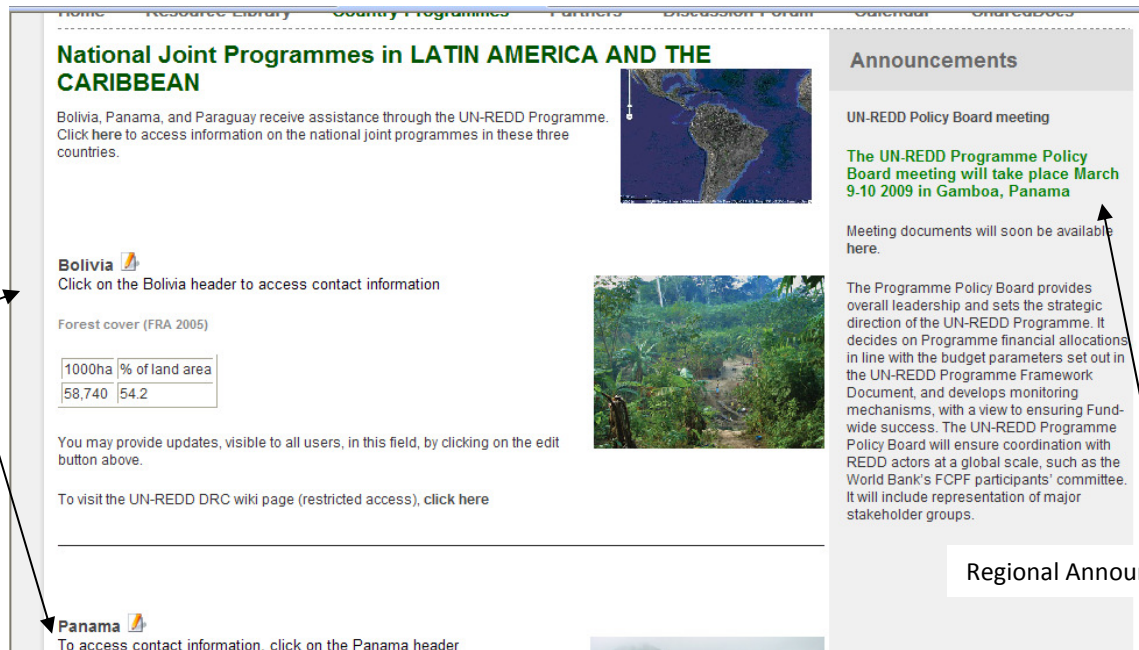 Home Resource Library Country Programmes Partners Discussion Forum Calendar SharedDocs
National Joint Programmes in LATIN AMERICA AND THE
CARIBBEAN
Bolivia, Panama, and Paraguay receive assistance through the UN-REDD Programme.
Click here to access information on the national joint programmes in these three
countries.
Bolivia
Click on the Bolivia header to access contact information
Forest cover (FRA 2005)
1000ha % of land area
58,740 54.2
You may provide updates, visible to all users, in this field, by clicking on the edit
button above.
To visit the UN-REDD DRC wiki page (restricted access), click here
Panama
To access contact information, click on the Panama header
Announcements
UN-REDD Policy Board meeting
The UN-REDD Programme Policy
Board meeting will take place March
9-10 2009 in Gamboa, Panama
Meeting documents will soon be available
here.
The Programme Policy Board provides
overall leadership and sets the strategic
direction of the UN-REDD Programme. It
decides on Programme financial allocations
in line with the budget parameters set out in
the UN-REDD Programme Framework
Document, and develops monitoring
mechanisms, with a view to ensuring Fund-
wide success. The UN-REDD Programme
Policy Board will ensure coordination with
REDD actors at a global scale, such as the
World Bank's FCPF participants' committee.
It will include representation of major
stakeholder groups.
Regional Annou